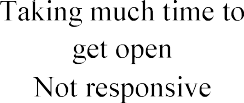 Taking much time to
get open
Not responsive